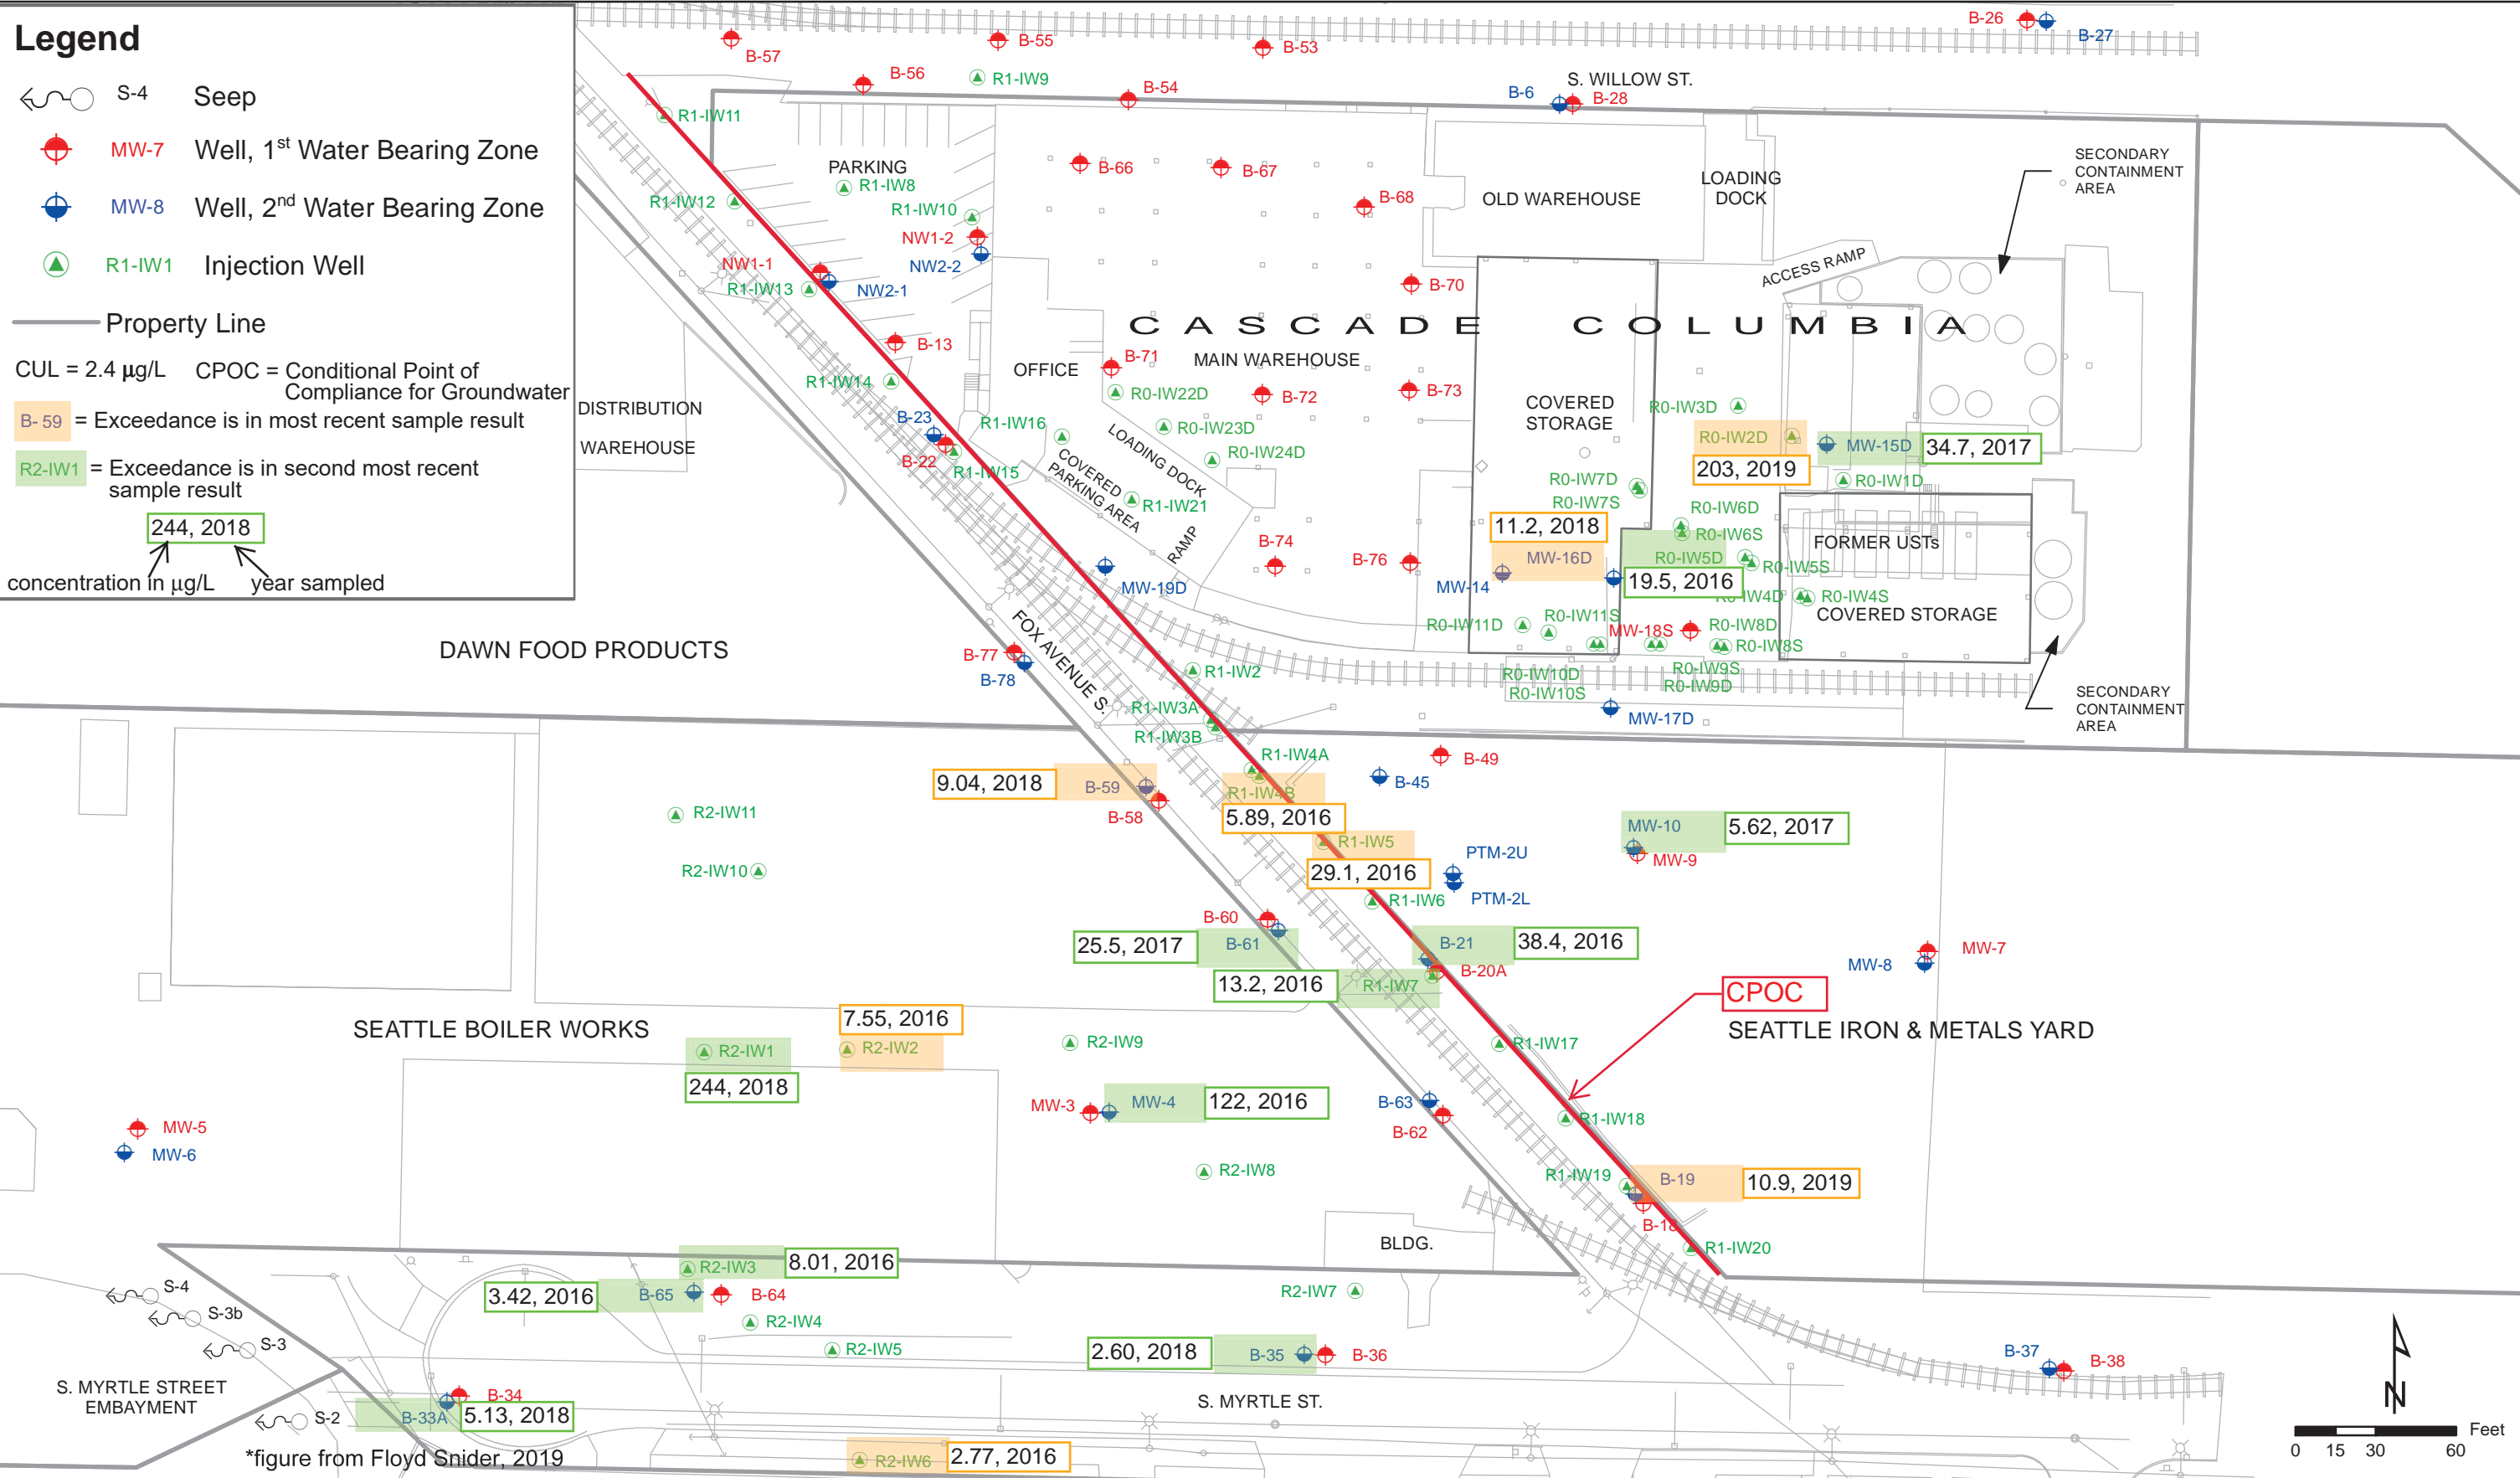 Legend
S-4 Seep
MW-7 Well, 1st Water Bearing Zone
MW-8 Well, 2nd Water Bearing Zone
R1-IW1 Injection Well
Property Line
CUL = 2.4 µg/L CPOC = Conditional Point of
Compliance for Groundwater
B- 59 = Exceedance is in most recent sample result
R2-IW1 = Exceedance is in second most recent
sample result
244, 2018
concentration in µg/L year sampled
B-57
B-55
B-53
B-26
B-27
B-56
R1-IW9
B-54
S. WILLOW ST.
B-6
B-28
R1-IW11
PARKING
R1-IW8
R1-IW12
R1-IW10
NW1-2
NW2-2
NW1-1
R1-IW13
NW2-1
B-66
B-67
B-68
B-70
OLD WAREHOUSE
LOADING
DOCK
SECONDARY
CONTAINMENT
AREA
ACCESS RAMP
CASCADE COLUMBIA
B-13
R1-IW14
OFFICE
B-71
MAIN WAREHOUSE
R0-IW22D
B-72
B-73
DISTRIBUTION
WAREHOUSE
B-23
B-22
R1-IW15
R1-IW16
LOADING DOCK
R0-IW23D
R0-IW24D
COVERED
PARKING AREA
R1-IW21
RAMP
COVERED
STORAGE
R0-IW3D
R0-IW2D
203, 2019
MW-15D
34.7, 2017
R0-IW1D
R0-IW7D
R0-IW7S
R0-IW6D
R0-IW6S
11.2, 2018
MW-16D
MW-14
R0-IW5D
19.5, 2016
R0-IW5S
FORMER USTs
R0-IW4D
R0-IW4S
COVERED STORAGE
B-74
B-76
MW-19D
R0-IW11D
R0-IW11S
MW-18S
R0-IW8D
R0-IW8S
R0-IW10D
R0-IW10S
R0-IW9S
R0-IW9D
MW-17D
SECONDARY
CONTAINMENT
AREA
DAWN FOOD PRODUCTS
FOX AVENUE S.
B-77
B-78
R1-IW2
R1-IW3A
R1-IW3B
R1-IW4A
R1-IW4B
5.89, 2016
9.04, 2018
B-59
B-58
B-49
B-45
R1-IW5
29.1, 2016
PTM-2U
PTM-2L
MW-10
5.62, 2017
MW-9
R2-IW11
R2-IW10
R1-IW6
B-60
25.5, 2017
B-61
B-21
38.4, 2016
B-20A
13.2, 2016
R1-IW7
MW-7
MW-8
CPOC
SEATTLE IRON & METALS YARD
SEATTLE BOILER WORKS
7.55, 2016
R2-IW1
R2-IW2
244, 2018
R2-IW9
R1-IW17
MW-3
MW-4
122, 2016
B-63
B-62
R1-IW18
MW-5
MW-6
R2-IW8
R1-IW19
B-19
10.9, 2019
B-18
R1-IW20
BLDG.
R2-IW3
8.01, 2016
3.42, 2016
B-65
B-64
R2-IW4
R2-IW5
R2-IW7
2.60, 2018
B-35
B-36
S-4
S-3b
S-3
S-2
B-37
B-38
S. MYRTLE STREET
EMBAYMENT
B-34
B-33A
5.13, 2018
S. MYRTLE ST.
*figure from Floyd Snider, 2019
R2-IW6
2.77, 2016
N
Feet
0 15 30 60